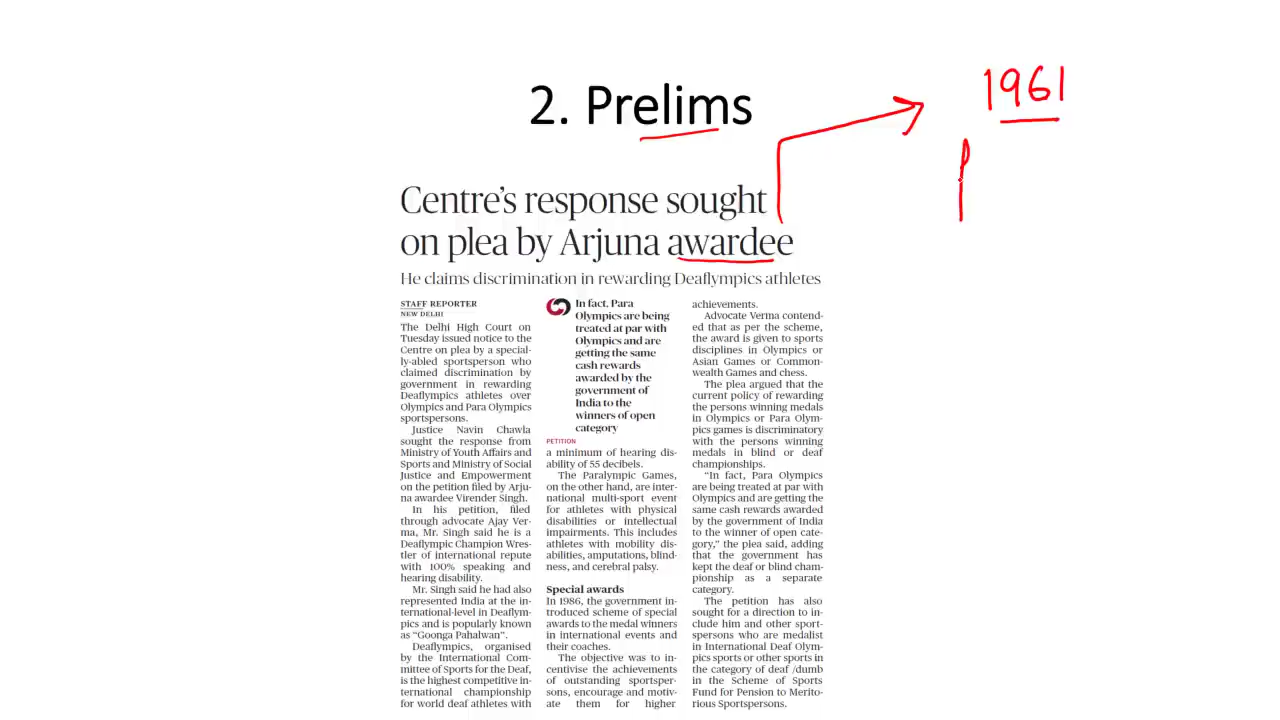 2. Prelims
1961
Centre's response sought
on plea by Arjuna awardee
He claims discrimination in rewarding Deaflympics athletes
STAFF REPORTER
NEW DELHI
The Delhi High Court on
Tuesday issued notice to the
Centre on plea by a special-
ly-abled sportsperson who
claimed discrimination by
government in rewarding
Deaflympics athletes over
Olympics and Para Olympics
sportspersons.
Justice Navin Chawla
sought the response from
Ministry of Youth Affairs and
Sports and Ministry of Social
Justice and Empowerment
on the petition filed by Arju-
na awardee Virender Singh.
In his petition, filed
through advocate Ajay Ver-
ma, Mr. Singh said he is a
Deaflympic Champion Wres-
tler of international repute
with 100% speaking and
hearing disability.
Mr. Singh said he had also
represented India at the in-
ternational-level in Deaflym-
pics and is popularly known
as “Goonga Pahalwan”.
Deaflympics, organised
by the International Com-
mittee of Sports for the Deaf,
is the highest competitive in-
ternational championship
for world deaf athletes with
In fact, Para
Olympics are being
treated at par with
Olympics and are
getting the same
cash rewards
awarded by the
government of
India to the
winners of open
category
PETITION
a minimum of hearing dis-
ability of 55 decibels.
The Paralympic Games,
on the other hand, are inter-
national multi-sport event
for athletes with physical
disabilities or intellectual
impairments. This includes
athletes with mobility dis-
abilities, amputations, blind-
ness, and cerebral palsy.
Special awards
In 1986, the government in-
troduced scheme of special
awards to the medal winners
in international events and
their coaches.
The objective was to in-
centivise the achievements
of outstanding sportsper-
sons, encourage and motiv-
ate them for higher
achievements.
Advocate Verma contend-
ed that as per the scheme,
the award is given to sports
disciplines in Olympics or
Asian Games or Common-
wealth Games and chess.
The plea argued that the
current policy of rewarding
the persons winning medals
in Olympics or Para Olym-
pics games is discriminatory
with the persons winning
medals in blind or deaf
championships.
“In fact, Para Olympics
are being treated at par with
Olympics and are getting the
same cash rewards awarded
by the government of India
to the winner of open cate-
gory,” the plea said, adding
that the government has
kept the deaf or blind cham-
pionship as a separate
category.
The petition has also
sought for a direction to in-
clude him and other sport-
spersons who are medalist
in International Deaf Olym-
pics sports or other sports in
the category of deaf /dumb
in the Scheme of Sports
Fund for Pension to Merito-
rious Sportspersons.